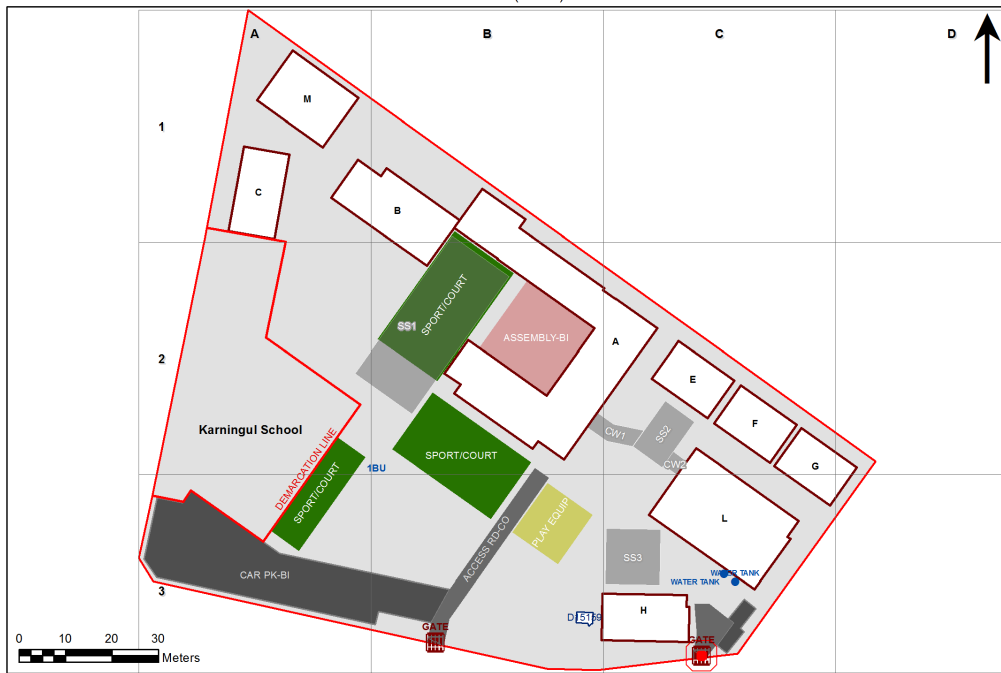 A
B
C
D
1
M
C
B
SPORT/COURT
SS1
ASSEMBLY-BI
A
2
E
F
G
Karningul School
CW1
SS2
CW2
SPORT/COURT
DEMARCATION LINE
1BU
SPORT/COURT
ACCESS RD-CO
PLAY EQUIP
L
SS3
CAR PK-BI
WATER TANK
WATER TANK
3
H
GATE
GATE
0 10 20 30
Meters